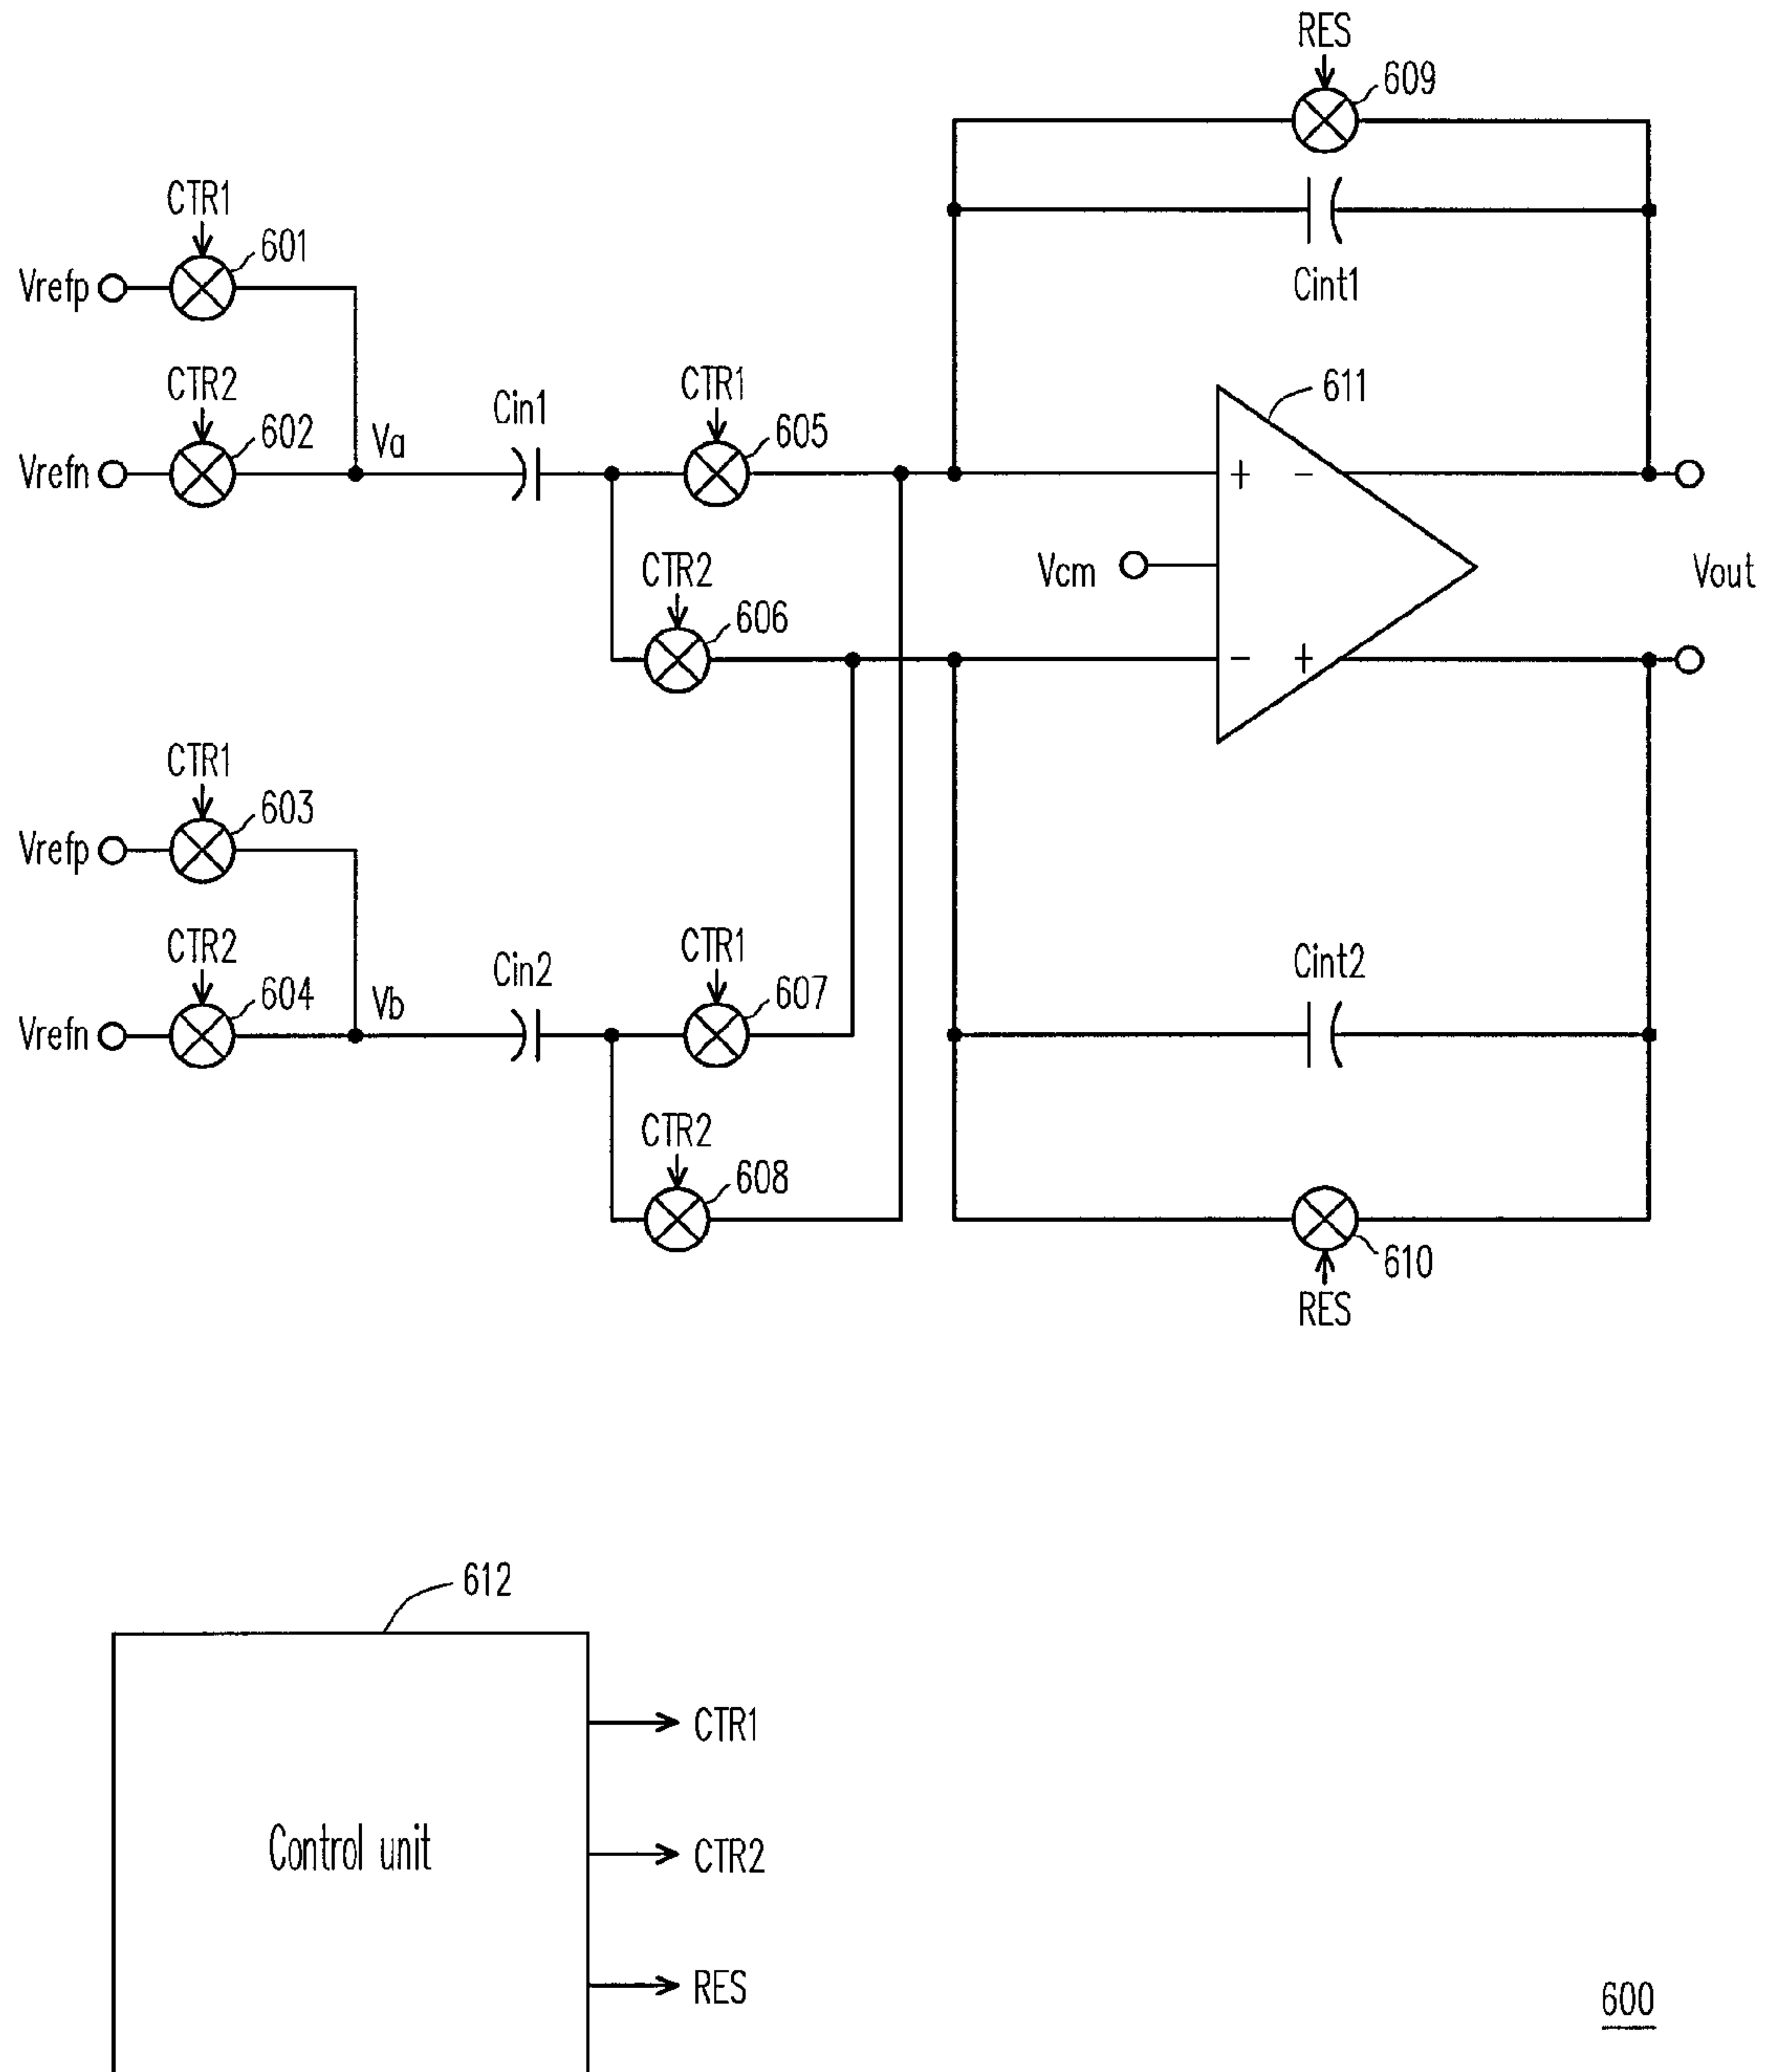 RES
609
Cint1
CTR1
601
Vrefp
CTR2
602
Vrefn
Va
Cin1
CTR1
605
611
+ -
Vcm
Vout
CTR2
606
- +
CTR1
603
Vrefp
CTR2
604
Vrefn
Vb
Cin2
CTR1
607
Cint2
CTR2
608
610
RES
612
Control unit
CTR1
CTR2
RES
600